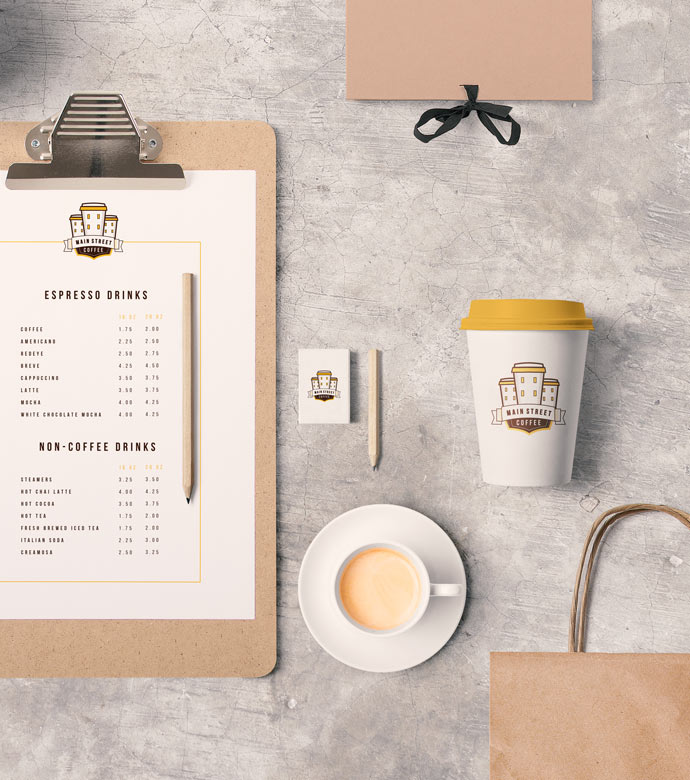 MAIN STREET
COFFEE
ESPRESSO DRINKS
16 OZ 24 OZ
COFFEE 1.75 2.00
AMERICANO 2.25 2.50
REDEYE 2.50 2.75
BREVE 4.25 4.50
CAPPUCCINO 3.50 3.75
LATTE 3.50 3.75
MOCHA 4.00 4.25
WHITE CHOCOLATE MOCHA 4.00 4.25
NON-COFFEE DRINKS
16 OZ 24 OZ
STEAMERS 3.25 3.50
HOT CHAI LATTE 4.00 4.25
HOT COCOA 3.50 3.75
HOT TEA 1.75 2.00
FRESH BREWED ICED TEA 1.75 2.00
ITALIAN SODA 2.25 3.00
CREAMOSA 2.50 3.25
MAIN STREET
COFFEE
MAIN STREET
COFFEE